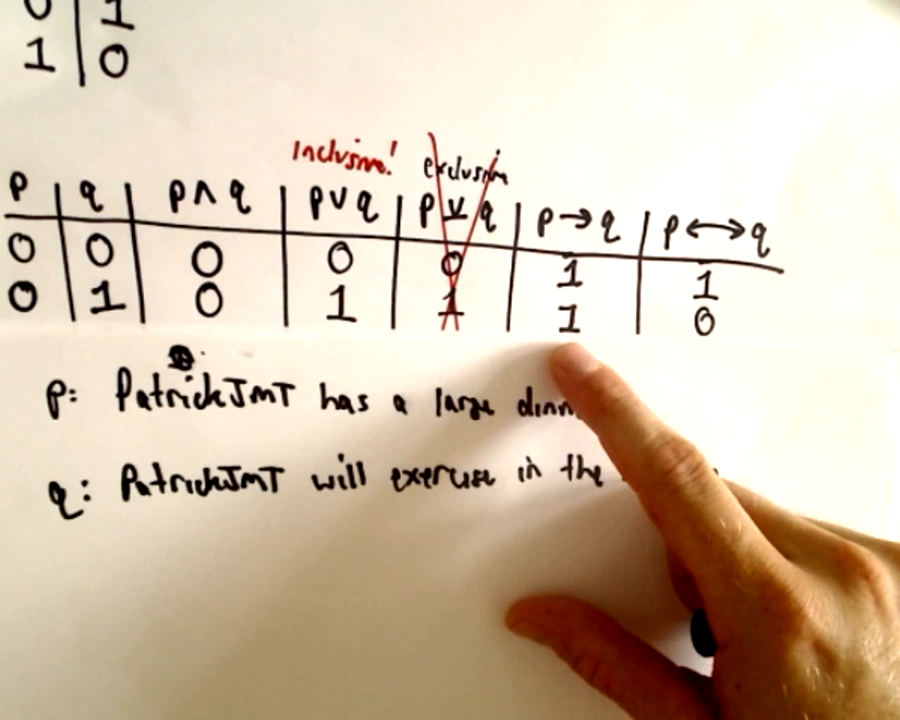 0 | 1
1 | 0
Inclusive! exclusive
p | q | p ∧ q | p ∨ q | p ⊻ q | p → q | p ↔ q
0 | 0 | 0 | 0 | 0 | 1 | 1
0 | 1 | 0 | 1 | 1 | 1 | 0
p: PatrickJMT has a large
q: PatrickJMT will exercise in the